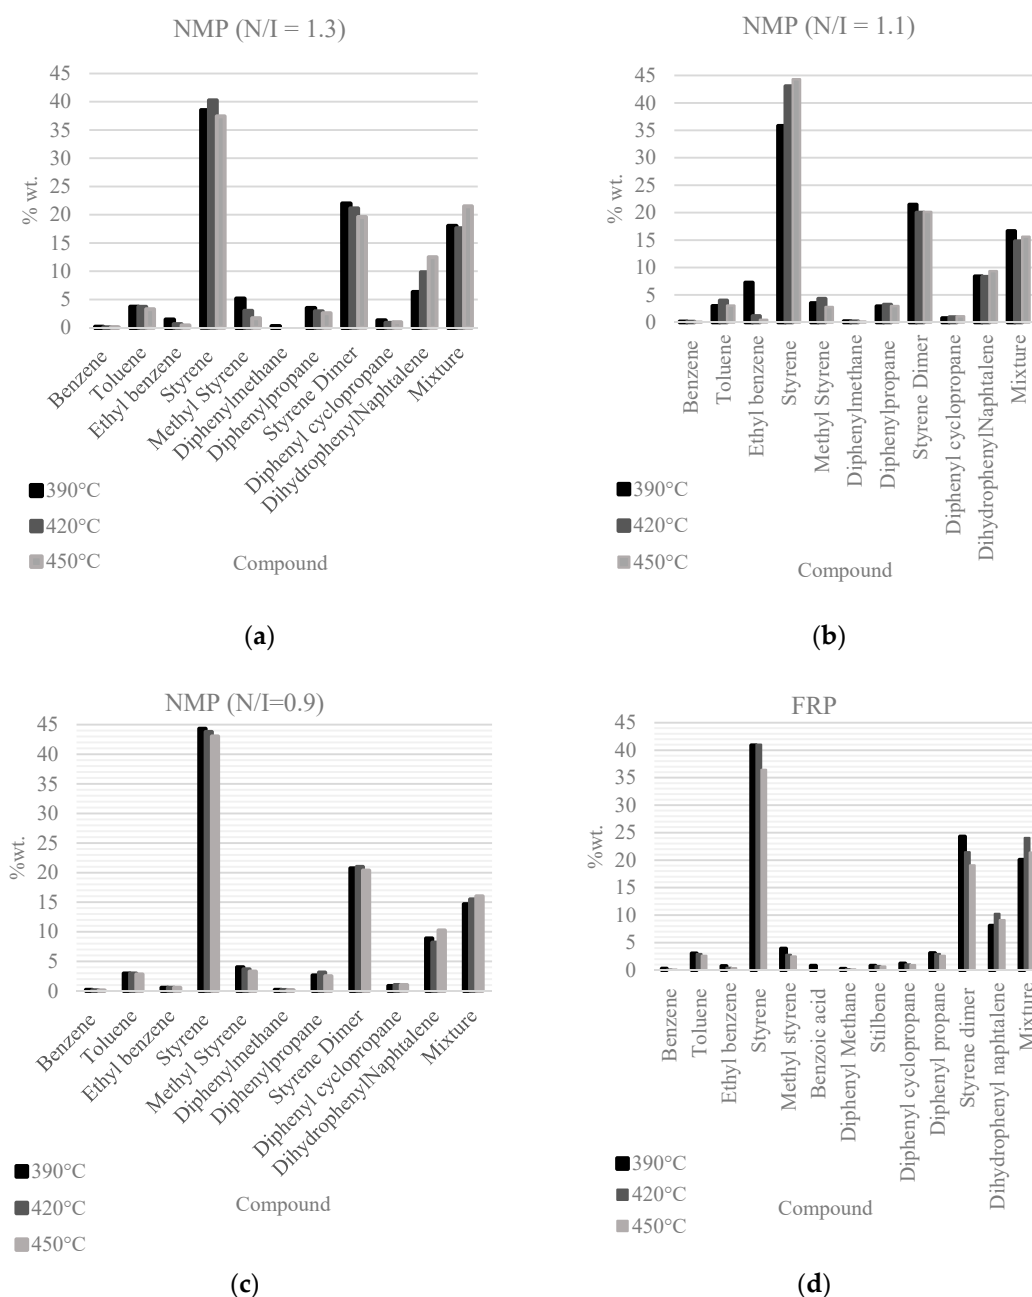 NMP (N/I = 1.3)
45
40
35
30
25
20
15
10
5
0
% wt.
Benzene
Toluene
Ethyl benzene
Styrene
Methyl Styrene
Diphenylmethane
Diphenylpropane
Styrene Dimer
Diphenyl cyclopropane
DihydrophenylNaphtalene
Mixture
390°C
420°C
450°C
Compound
(a)
NMP (N/I = 1.1)
45
40
35
30
25
20
15
10
5
0
% wt.
Benzene
Toluene
Ethyl benzene
Styrene
Methyl Styrene
Diphenylmethane
Diphenylpropane
Styrene Dimer
Diphenyl cyclopropane
DihydrophenylNaphtalene
Mixture
390°C
420°C
450°C
Compound
(b)
NMP (N/I=0.9)
45
40
35
30
25
20
15
10
5
0
%wt.
Benzene
Toluene
Ethyl benzene
Styrene
Methyl Styrene
Diphenylmethane
Diphenylpropane
Styrene Dimer
Diphenyl cyclopropane
DihydrophenylNaphtalene
Mixture
390°C
420°C
450°C
Compound
(c)
FRP
45
40
35
30
25
20
15
10
5
0
%wt.
Benzene
Toluene
Ethyl benzene
Styrene
Methyl styrene
Benzoic acid
Diphenyl Methane
Stilbene
Diphenyl cyclopropane
Diphenyl propane
Styrene dimer
Dihydrophenyl naphtalene
Mixture
390°C
420°C
450°C
Compound
(d)